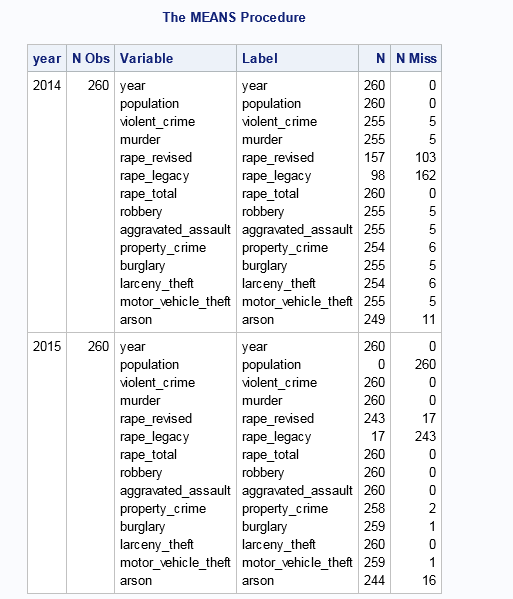 The MEANS Procedure
year N Obs Variable Label N N Miss
2014 260 year year 260 0
population population 260 0
violent_crime violent_crime 255 5
murder murder 255 5
rape_revised rape_revised 157 103
rape_legacy rape_legacy 98 162
rape_total rape_total 260 0
robbery robbery 255 5
aggravated_assault aggravated_assault 255 5
property_crime property_crime 254 6
burglary burglary 255 5
larceny_theft larceny_theft 254 6
motor_vehicle_theft motor_vehicle_theft 255 5
arson arson 249 11
2015 260 year year 260 0
population population 0 260
violent_crime violent_crime 260 0
murder murder 260 0
rape_revised rape_revised 243 17
rape_legacy rape_legacy 17 243
rape_total rape_total 260 0
robbery robbery 260 0
aggravated_assault aggravated_assault 260 0
property_crime property_crime 258 2
burglary burglary 259 1
larceny_theft larceny_theft 260 0
motor_vehicle_theft motor_vehicle_theft 259 1
arson arson 244 16